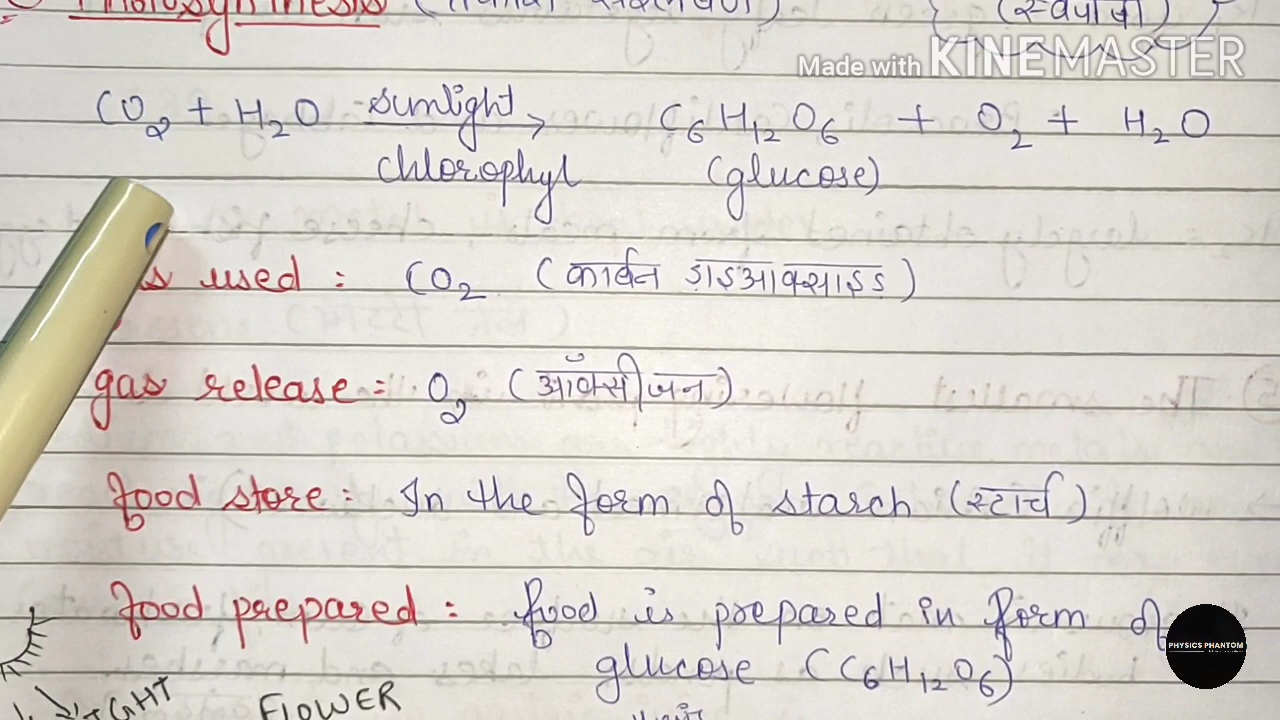 Photosynthesis (
Made with KINEMASTER
CO2 + H2O sunlight → C6H12O6 + O2 + H2O
chlorophyl (glucose)
used : CO2 (कार्बन डाइआक्साइड)
gas release = O2 (ऑक्सीजन)
food store : In the form of starch (स्टार्च)
food prepared : food is prepared in form of
glucose (C6H12O6)
PHYSICS PHANTOM
FLOWER